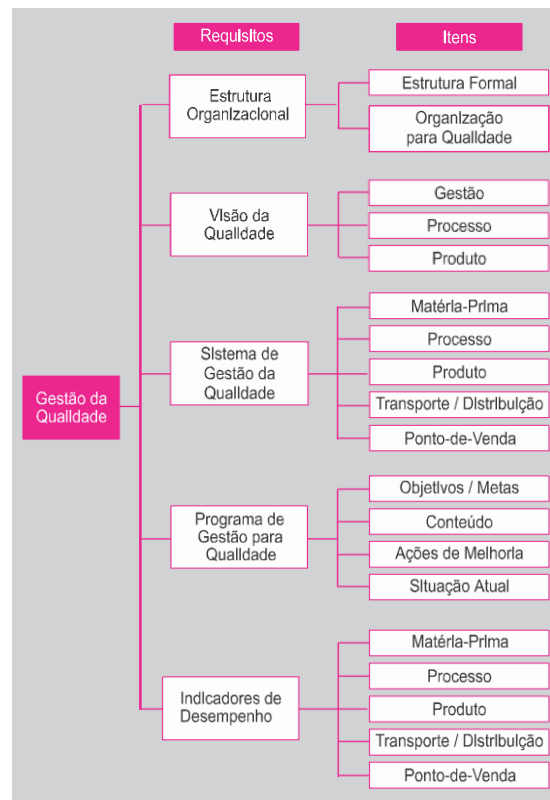 Requisitos
Itens
Gestão da
Qualidade
Estrutura
Organizacional
Estrutura Formal
Organização
para Qualidade
Visão da
Qualidade
Gestão
Processo
Produto
Sistema de
Gestão da
Qualidade
Matéria-Prima
Processo
Produto
Transporte / Distribuição
Ponto-de-Venda
Programa de
Gestão para
Qualidade
Objetivos / Metas
Conteúdo
Ações de Melhoria
Situação Atual
Indicadores de
Desempenho
Matéria-Prima
Processo
Produto
Transporte / Distribuição
Ponto-de-Venda